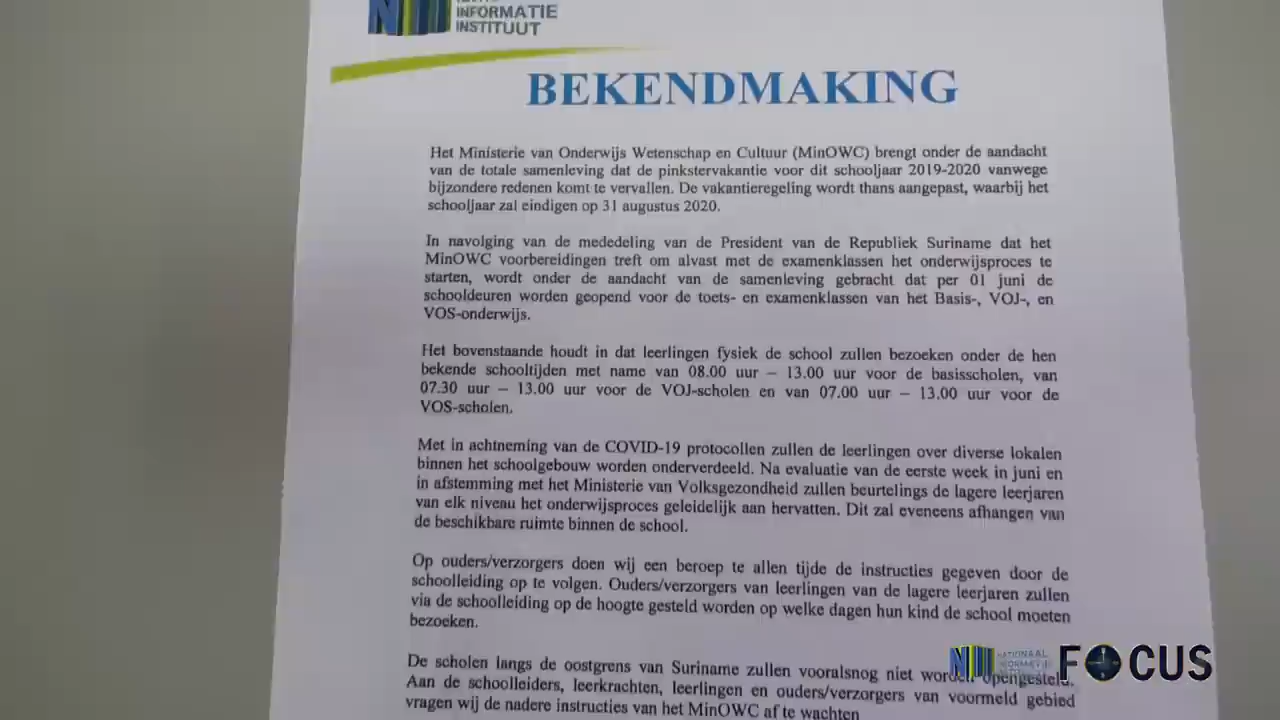 INFORMATIE
INSTITUUT
BEKENDMAKING
Het Ministerie van Onderwijs Wetenschap en Cultuur (MinOWC) brengt onder de aandacht
van de totale samenleving dat de pinkstervakantie voor dit schooljaar 2019-2020 vanwege
bijzondere redenen komt te vervallen. De vakantieregeling wordt thans aangepast, waarbij het
schooljaar zal eindigen op 31 augustus 2020.
In navolging van de mededeling van de President van de Republiek Suriname dat het
MinOWC voorbereidingen treft om alvast met de examenklassen het onderwijsproces te
starten, wordt onder de aandacht van de samenleving gebracht dat per 01 juni de
schooldeuren worden geopend voor de toets- en examenklassen van het Basis-, VOJ-, en
VOS-onderwijs.
Het bovenstaande houdt in dat leerlingen fysiek de school zullen bezoeken onder de hen
bekende schooltijden met name van 08.00 uur – 13.00 uur voor de basisscholen, van
07.30 uur – 13.00 uur voor de VOJ-scholen en van 07.00 uur – 13.00 uur voor de
VOS-scholen.
Met in achtneming van de COVID-19 protocollen zullen de leerlingen over diverse lokalen
binnen het schoolgebouw worden onderverdeeld. Na evaluatie van de eerste week in juni en
in afstemming met het Ministerie van Volksgezondheid zullen beurtelings de lagere leerjaren
van elk niveau het onderwijsproces geleidelijk aan hervatten. Dit zal eveneens afhangen van
de beschikbare ruimte binnen de school.
Op ouders/verzorgers doen wij een beroep te allen tijde de instructies gegeven door de
schoolleiding op te volgen. Ouders/verzorgers van leerlingen van de lagere leerjaren zullen
via de schoolleiding op de hoogte gesteld worden op welke dagen hun kind de school moeten
bezoeken.
De scholen langs de oostgrens van Suriname zullen vooralsnog niet worden opengesteld.
Aan de schoolleiders, leerkrachten, leerlingen en ouders/verzorgers van voormeld gebied
vragen wij de nadere instructies van het MinOWC af te wachten
NATIONAAL
INFORMATIE
FOCUS